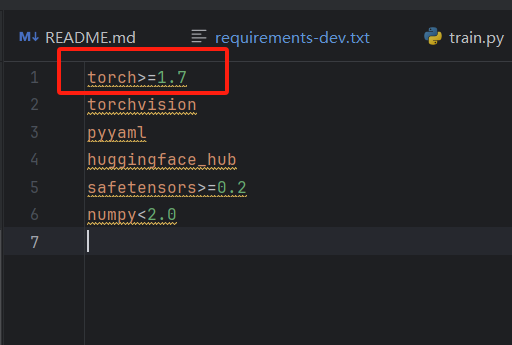 M↓ README.md requirements-dev.txt train.py
1 torch>=1.7
2 torchvision
3 pyyaml
4 huggingface_hub
5 safetensors>=0.2
6 numpy<2.0
7